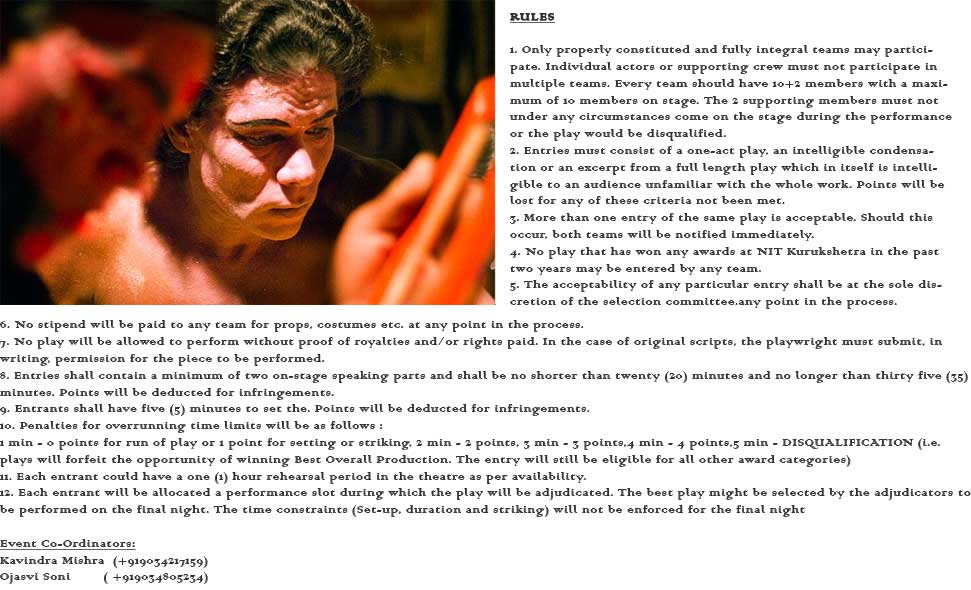 RULES
1. Only properly constituted and fully integral teams may partici-
pate. Individual actors or supporting crew must not participate in
multiple teams. Every team should have 10+2 members with a maxi-
mum of 10 members on stage. The 2 supporting members must not
under any circumstances come on the stage during the performance
or the play would be disqualified.
2. Entries must consist of a one-act play, an intelligible condensa-
tion or an excerpt from a full length play which in itself is intelli-
gible to an audience unfamiliar with the whole work. Points will be
lost for any of these criteria not been met.
3. More than one entry of the same play is acceptable. Should this
occur, both teams will be notified immediately.
4. No play that has won any awards at NIT Kurukshetra in the past
two years may be entered by any team.
5. The acceptability of any particular entry shall be at the sole dis-
cretion of the selection committee.any point in the process.
6. No stipend will be paid to any team for props, costumes etc. at any point in the process.
7. No play will be allowed to perform without proof of royalties and/or rights paid. In the case of original scripts, the playwright must submit, in
writing, permission for the piece to be performed.
8. Entries shall contain a minimum of two on-stage speaking parts and shall be no shorter than twenty (20) minutes and no longer than thirty five (35)
minutes. Points will be deducted for infringements.
9. Entrants shall have five (5) minutes to set the. Points will be deducted for infringements.
10. Penalties for overrunning time limits will be as follows :
1 min - 0 points for run of play or 1 point for setting or striking, 2 min - 2 points, 3 min - 3 points,4 min - 4 points,5 min - DISQUALIFICATION (i.e.
plays will forfeit the opportunity of winning Best Overall Production. The entry will still be eligible for all other award categories)
11. Each entrant could have a one (1) hour rehearsal period in the theatre as per availability.
12. Each entrant will be allocated a performance slot during which the play will be adjudicated. The best play might be selected by the adjudicators to
be performed on the final night. The time constraints (Set-up, duration and striking) will not be enforced for the final night
Event Co-Ordinators:
Kavindra Mishra (+919034217159)
Ojasvi Soni ( +919034805234)